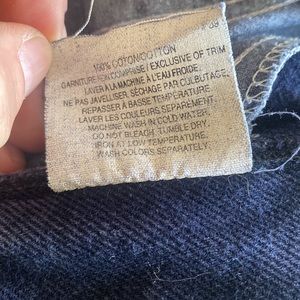 100% COTON/COTTON
GARNITURE NON COMPRISE/EXCLUSIVE OF TRIM
LAVER A LA MACHINE A L'EAU FROIDE.
NE PAS JAVELLISER, SÉCHAGE PAR CULBUTAGE.
REPASSER A BASSE TEMPERATURE
LAVER LES COULEURS SEPAREMENT.
MACHINE WASH IN COLD WATER,
DO NOT BLEACH, TUMBLE DRY.
IRON AT LOW TEMPERATURE.
WASH COLORS SEPARATELY.